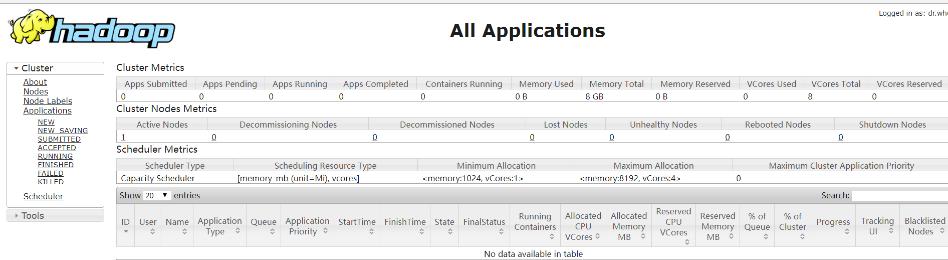 Logged in as: dr.who
hadoop
All Applications
Cluster
About
Nodes
Node Labels
Applications
NEW
NEW_SAVING
SUBMITTED
ACCEPTED
RUNNING
FINISHED
FAILED
KILLED
Scheduler
Tools
Cluster Metrics
Apps Submitted Apps Pending Apps Running Apps Completed Containers Running Memory Used Memory Total Memory Reserved VCores Used VCores Total VCores Reserved
0 0 0 0 0 0 B 8 GB 0 B 0 8 0
Cluster Nodes Metrics
Active Nodes Decommissioning Nodes Decommissioned Nodes Lost Nodes Unhealthy Nodes Rebooted Nodes Shutdown Nodes
1 0 0 0 0 0 0
Scheduler Metrics
Scheduler Type Scheduling Resource Type Minimum Allocation Maximum Allocation Maximum Cluster Application Priority
Capacity Scheduler [memory-mb (unit=Mi), vcores] <memory:1024, vCores:1> <memory:8192, vCores:4> 0
Show 20 entries Search:
ID User Name Application Type Queue Application Priority StartTime FinishTime State FinalStatus Running Containers Allocated CPU VCores Allocated Memory MB Reserved CPU VCores Reserved Memory MB % of Queue % of Cluster Progress Tracking UI Blacklisted Nodes
No data available in table